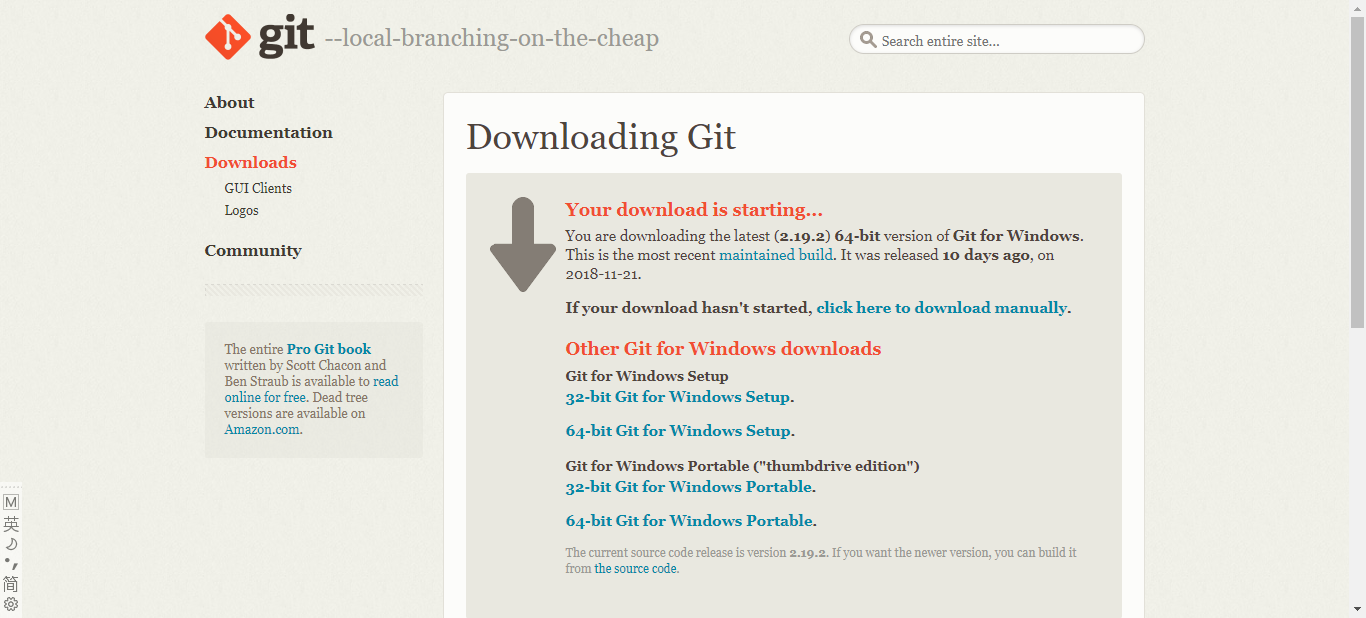 git --local-branching-on-the-cheap
Search entire site...
About
Documentation
Downloads
GUI Clients
Logos
Community
The entire Pro Git book
written by Scott Chacon and
Ben Straub is available to read
online for free. Dead tree
versions are available on
Amazon.com.
Downloading Git
Your download is starting...
You are downloading the latest (2.19.2) 64-bit version of Git for Windows.
This is the most recent maintained build. It was released 10 days ago, on
2018-11-21.
If your download hasn't started, click here to download manually.
Other Git for Windows downloads
Git for Windows Setup
32-bit Git for Windows Setup.
64-bit Git for Windows Setup.
Git for Windows Portable ("thumbdrive edition")
32-bit Git for Windows Portable.
64-bit Git for Windows Portable.
The current source code release is version 2.19.2. If you want the newer version, you can build it
from the source code.
M
英
简